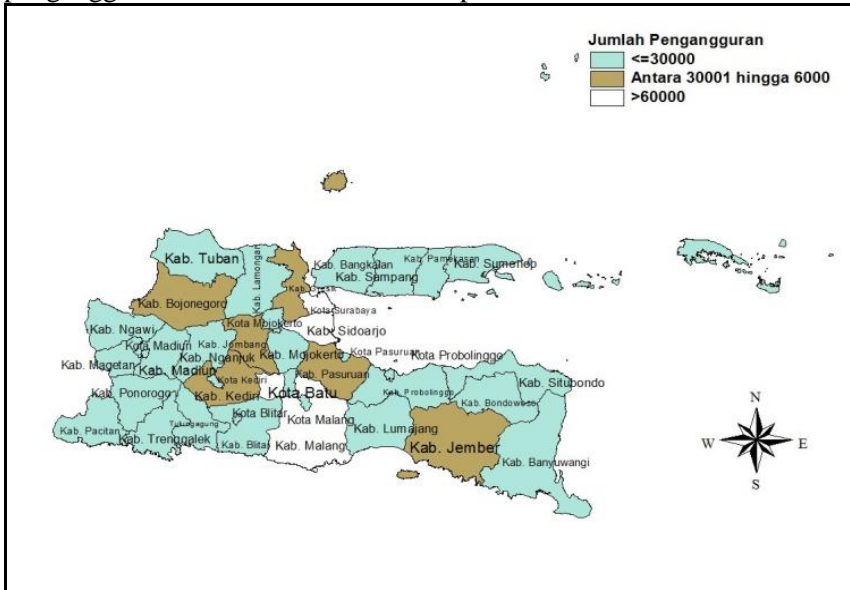 Jumlah Pengangguran
<=30000
Antara 30001 hingga 6000
>60000
Kab. Tuban
Kab. Lamongan
Kab. Gresik
Kab. Bangkalan
Kab. Sampang
Kab. Pamekasan
Kab. Sumenep
Kab. Bojonegoro
Kota Surabaya
Kab. Ngawi
Kota Mojokerto
Kab. Sidoarjo
Kota Madiun
Kab. Jombang
Kab. Magetan
Kab. Madiun
Kab. Nganjuk
Kab. Mojokerto
Kota Pasuruan
Kota Probolinggo
Kab. Ponorogo
Kota Kediri
Kab. Kediri
Kota Batu
Kab. Pasuruan
Kab. Probolinggo
Kab. Situbondo
Kab. Bondowoso
Kab. Pacitan
Kab. Trenggalek
Tulungagung
Kota Blitar
Kab. Blitar
Kota Malang
Kab. Malang
Kab. Lumajang
Kab. Jember
Kab. Banyuwangi
N
W
E
S